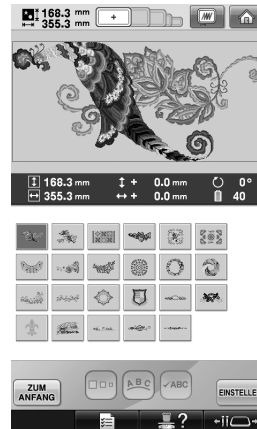 168.3 mm
355.3 mm
168.3 mm + 0.0 mm 0°
355.3 mm + 0.0 mm 40
ZUM ANFANG
ABC
ABC
EINSTELLE
?